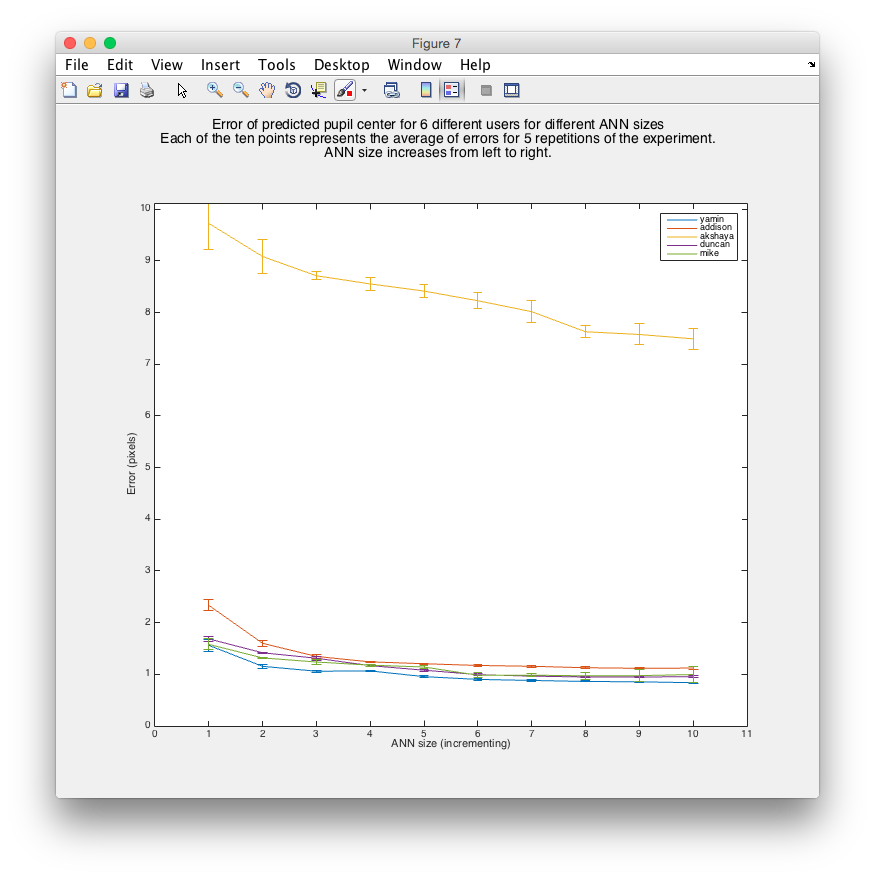 Figure 7
File Edit View Insert Tools Desktop Window Help
Error of predicted pupil center for 6 different users for different ANN sizes
Each of the ten points represents the average of errors for 5 repetitions of the experiment.
ANN size increases from left to right.
yamin
addison
akshaya
duncan
mike
10
9
8
7
6
5
4
3
2
1
0
Error (pixels)
0 1 2 3 4 5 6 7 8 9 10 11
ANN size (incrementing)